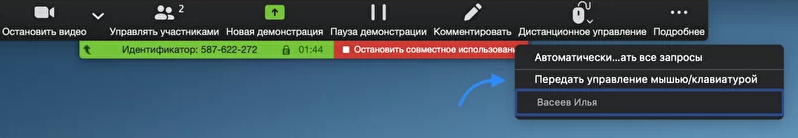 2
Остановить видео Управлять участниками Новая демонстрация Пауза демонстрации Комментировать Дистанционное управление Подробнее
Идентификатор: 587-622-272 01:44 Остановить совместное использовани
Автоматически...ать все запросы
Передать управление мышью/клавиатурой
Васеев Илья